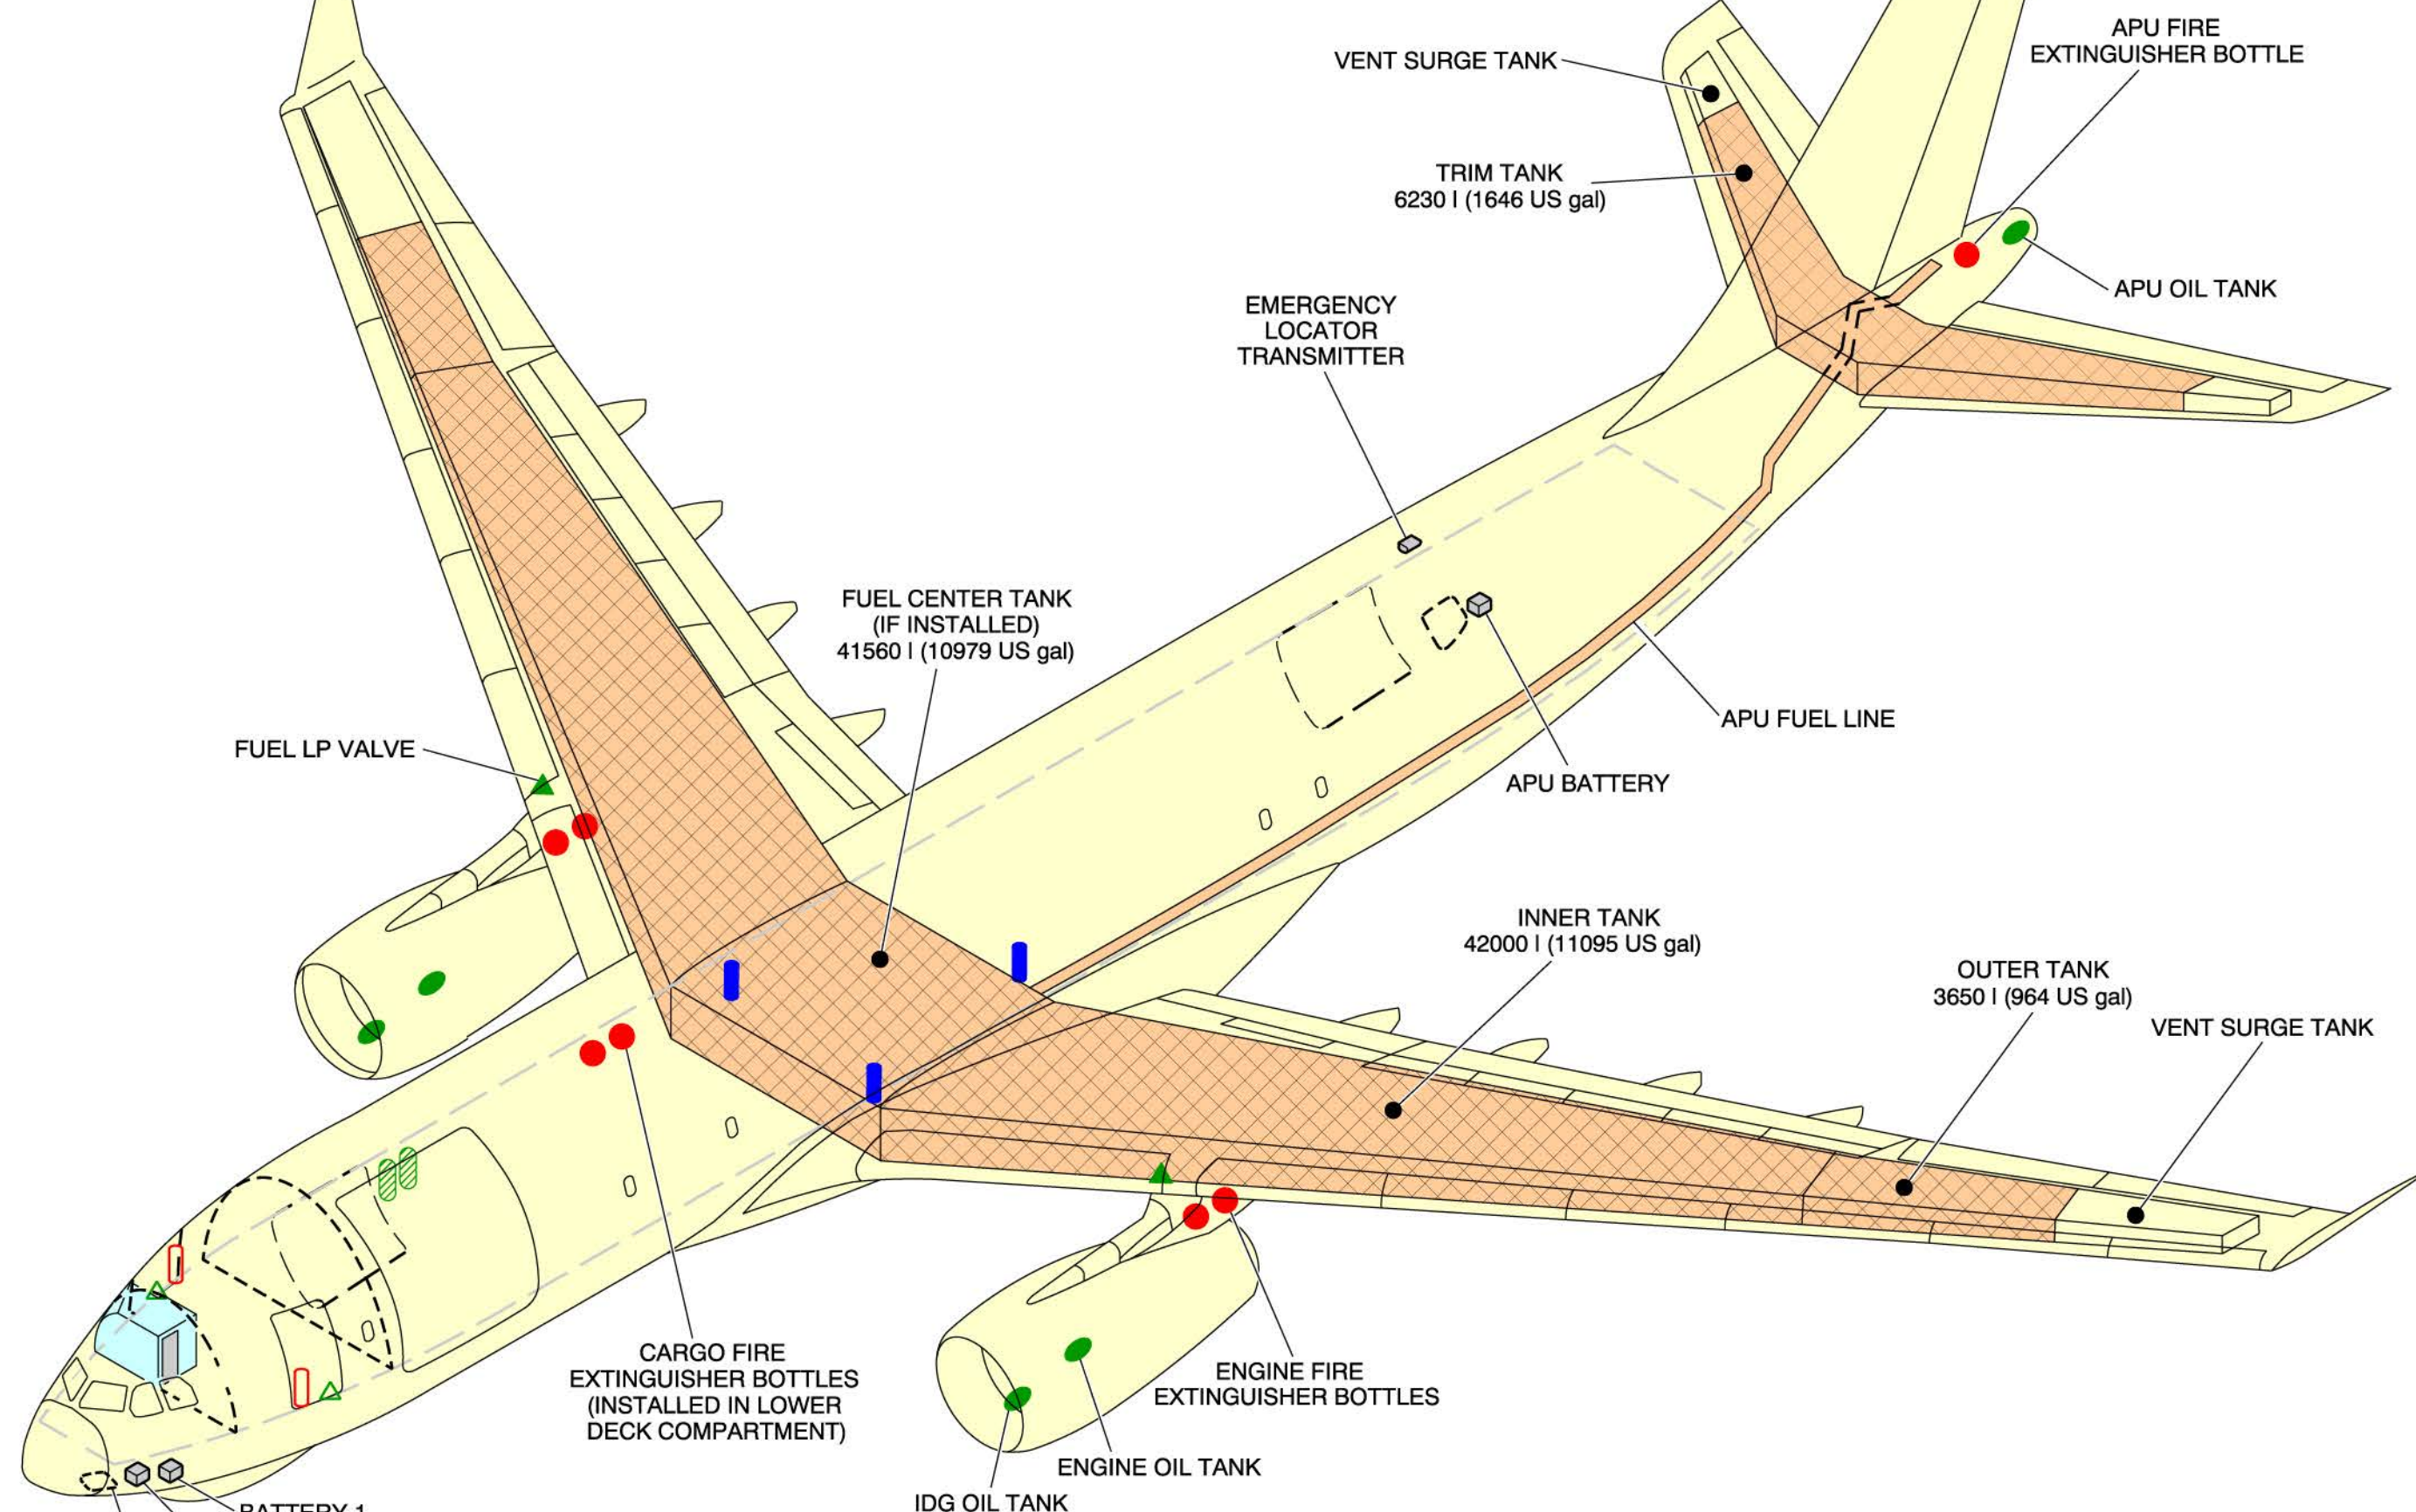 APU FIRE
EXTINGUISHER BOTTLE
VENT SURGE TANK
TRIM TANK
6230 l (1646 US gal)
APU OIL TANK
EMERGENCY
LOCATOR
TRANSMITTER
FUEL CENTER TANK
(IF INSTALLED)
41560 l (10979 US gal)
APU FUEL LINE
FUEL LP VALVE
APU BATTERY
INNER TANK
42000 l (11095 US gal)
OUTER TANK
3650 l (964 US gal)
VENT SURGE TANK
CARGO FIRE
EXTINGUISHER BOTTLES
(INSTALLED IN LOWER
DECK COMPARTMENT)
ENGINE FIRE
EXTINGUISHER BOTTLES
ENGINE OIL TANK
IDG OIL TANK
BATTERY 1